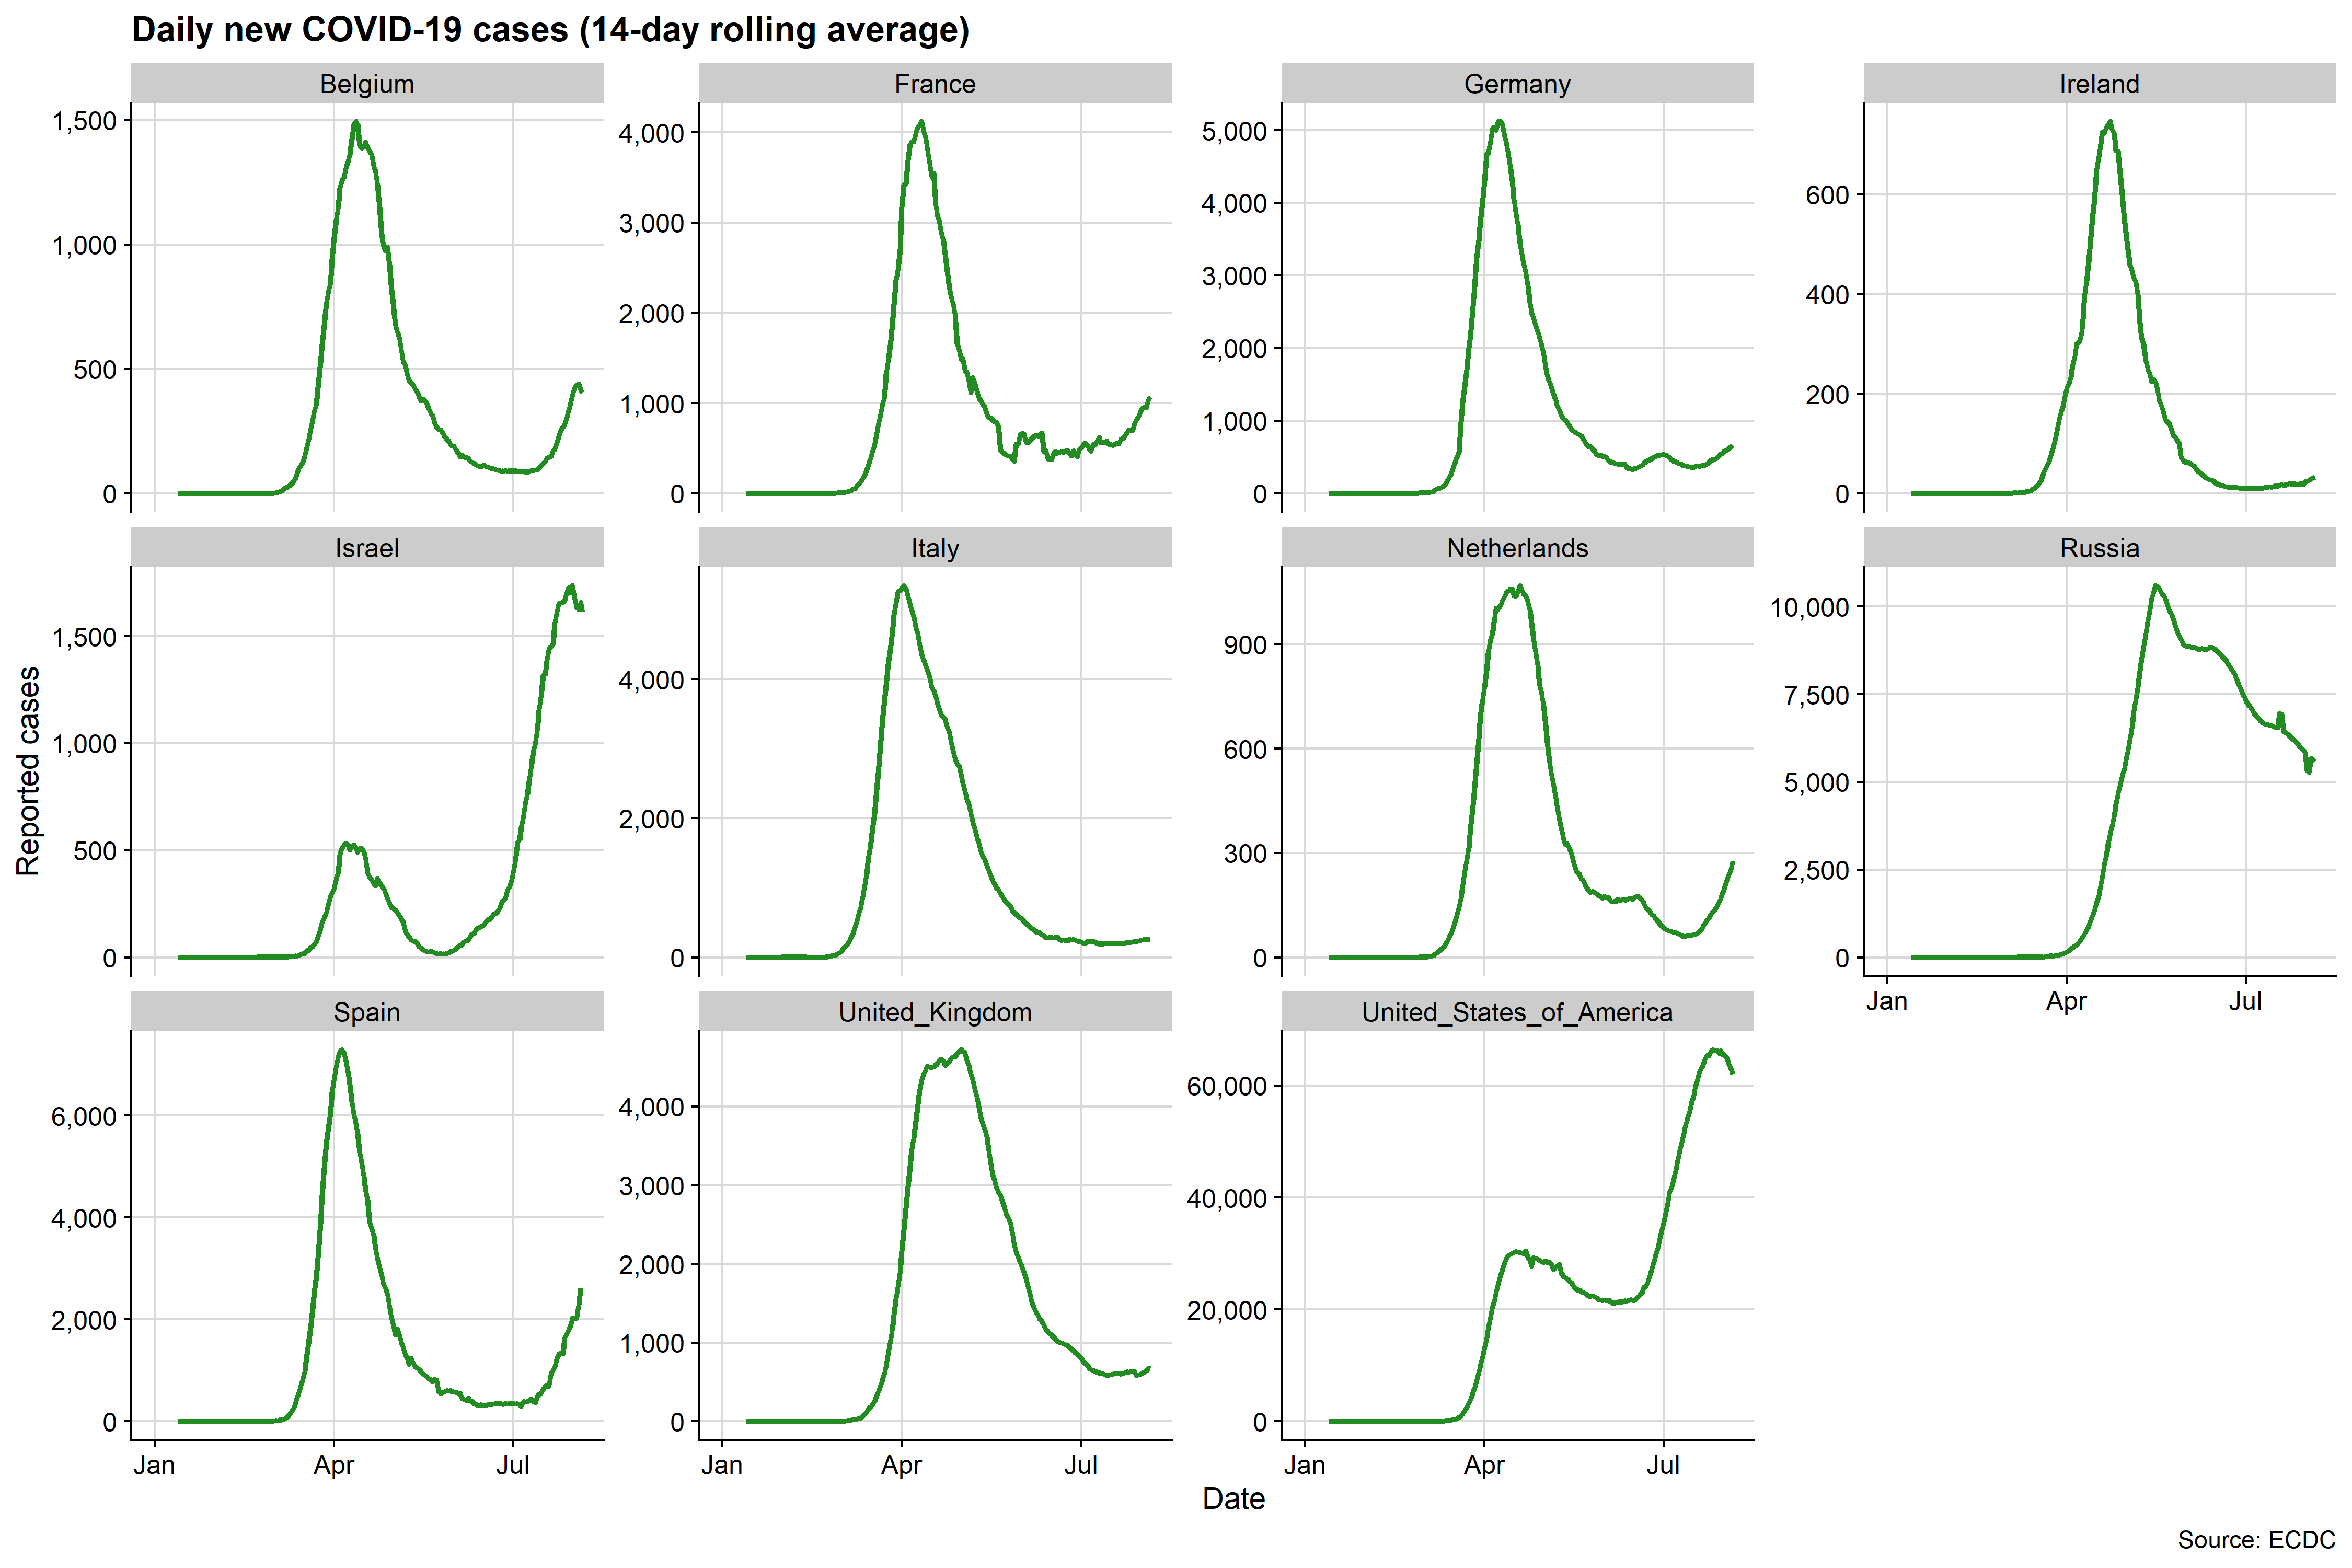 Daily new COVID-19 cases (14-day rolling average)
Belgium
France
Germany
Ireland
1,500
1,000
500
0
4,000
3,000
2,000
1,000
0
5,000
4,000
3,000
2,000
1,000
0
600
400
200
0
Israel
Italy
Netherlands
Russia
1,500
1,000
500
0
4,000
2,000
0
900
600
300
0
10,000
7,500
5,000
2,500
0
Jan
Apr
Jul
Reported cases
Spain
United_Kingdom
United_States_of_America
6,000
4,000
2,000
0
4,000
3,000
2,000
1,000
0
60,000
40,000
20,000
0
Jan
Apr
Jul
Jan
Apr
Jul
Jan
Apr
Jul
Date
Source: ECDC